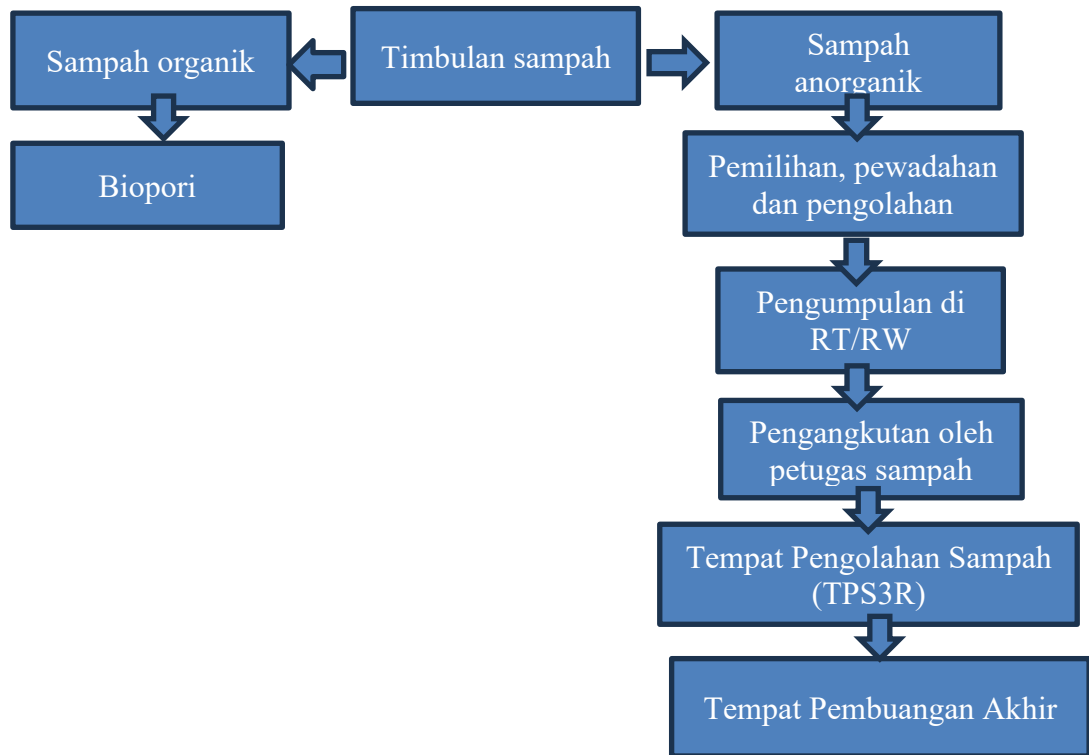 Sampah organik
Timbulan sampah
Sampah
anorganik
Biopori
Pemilihan, pewadahan
dan pengolahan
Pengumpulan di
RT/RW
Pengangkutan oleh
petugas sampah
Tempat Pengolahan Sampah
(TPS3R)
Tempat Pembuangan Akhir